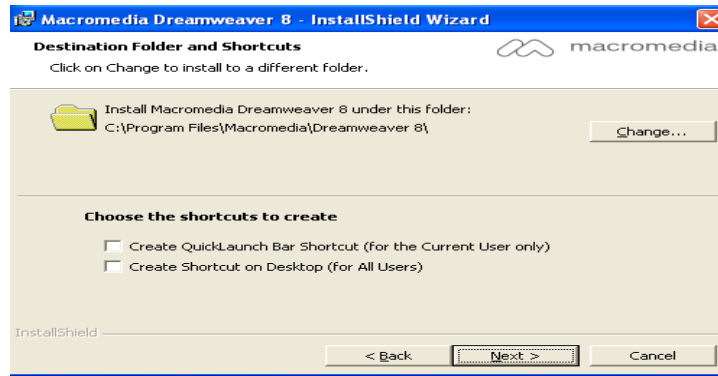 Macromedia Dreamweaver 8 - InstallShield Wizard
Destination Folder and Shortcuts
macromedia
Click on Change to install to a different folder.
Install Macromedia Dreamweaver 8 under this folder:
C:\Program Files\Macromedia\Dreamweaver 8\
Change...
Choose the shortcuts to create
Create QuickLaunch Bar Shortcut (for the Current User only)
Create Shortcut on Desktop (for All Users)
InstallShield
< Back Next > Cancel